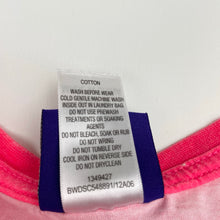 COTTON
WASH BEFORE WEAR
COLD GENTLE MACHINE WASH
INSIDE OUT IN LAUNDRY BAG
DO NOT USE PREWASH
TREATMENTS OR SOAKING
AGENTS
DO NOT BLEACH, SOAK OR RUB
DO NOT WRING
DO NOT TUMBLE DRY
COOL IRON ON REVERSE SIDE
DO NOT DRYCLEAN
1349427
BWDSC548891/12A06